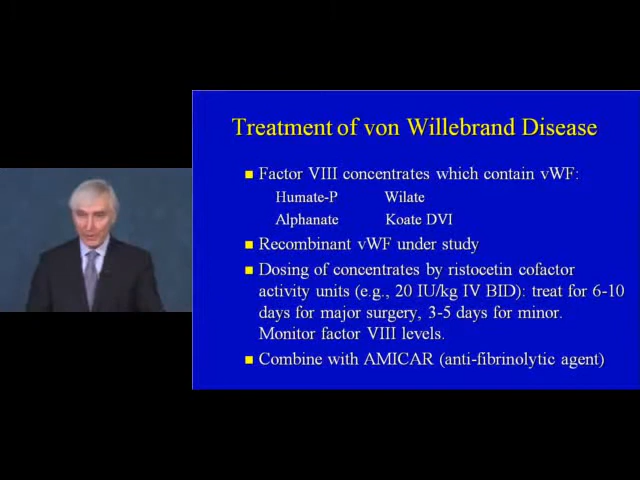 Treatment of von Willebrand Disease
Factor VIII concentrates which contain vWF:
Humate-P Wilate
Alphanate Koate DVI
Recombinant vWF under study
Dosing of concentrates by ristocetin cofactor
activity units (e.g., 20 IU/kg IV BID): treat for 6-10
days for major surgery, 3-5 days for minor.
Monitor factor VIII levels.
Combine with AMICAR (anti-fibrinolytic agent)